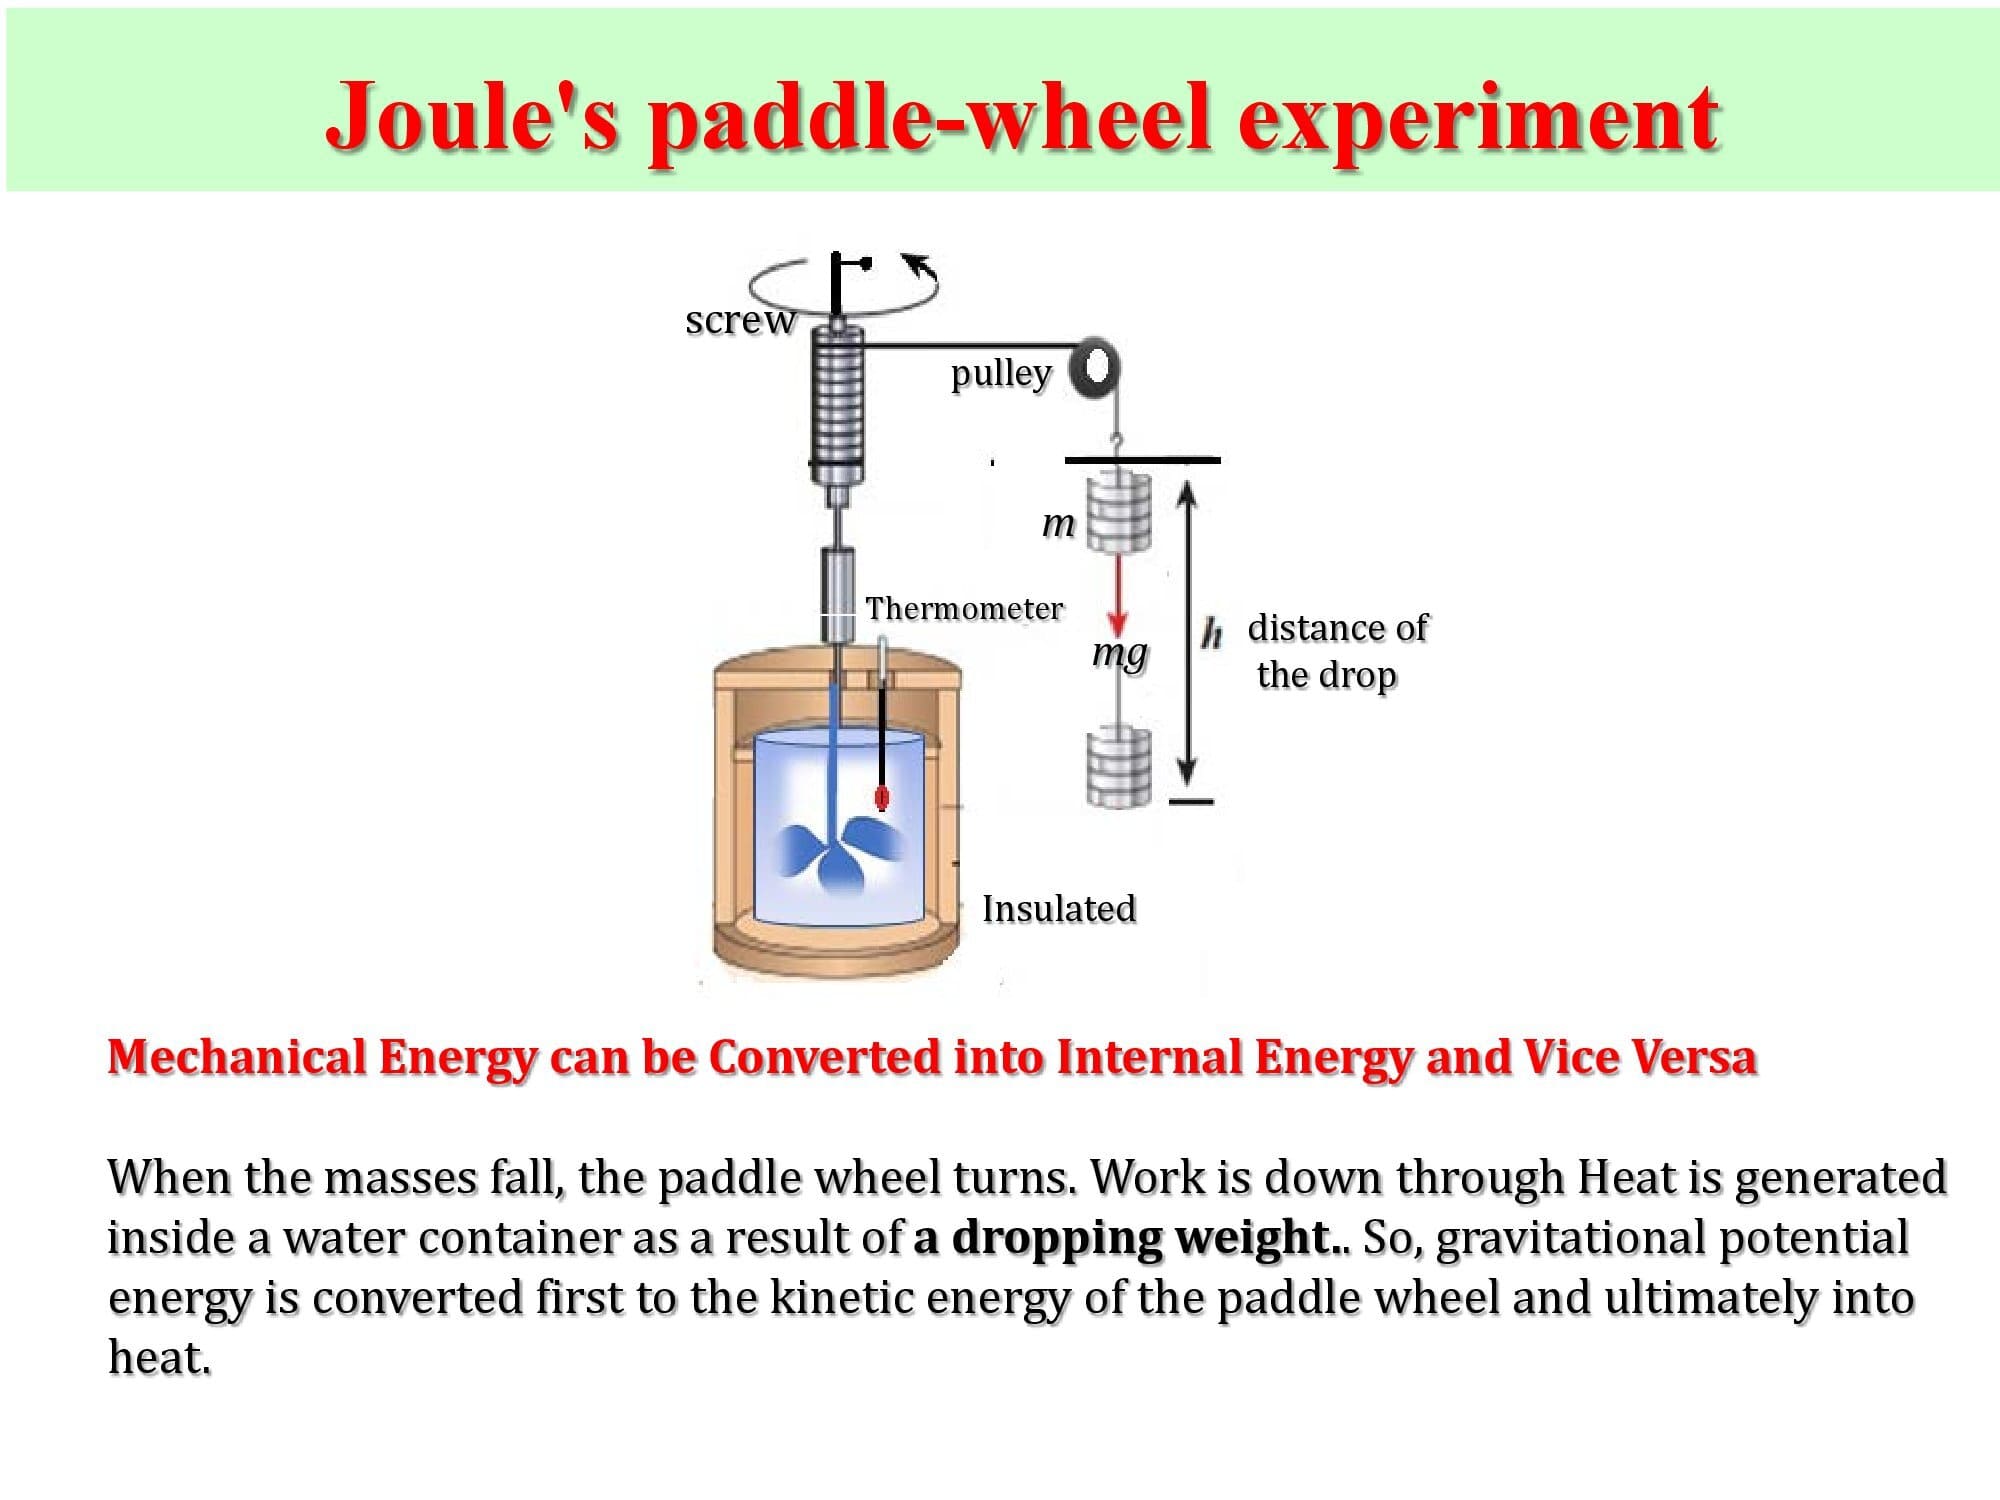 Joule's paddle-wheel experiment
screw
pulley
m
Thermometer
mg
h
distance of
the drop
Insulated
Mechanical Energy can be Converted into Internal Energy and Vice Versa
When the masses fall, the paddle wheel turns. Work is down through Heat is generated
inside a water container as a result of a dropping weight.. So, gravitational potential
energy is converted first to the kinetic energy of the paddle wheel and ultimately into
heat.